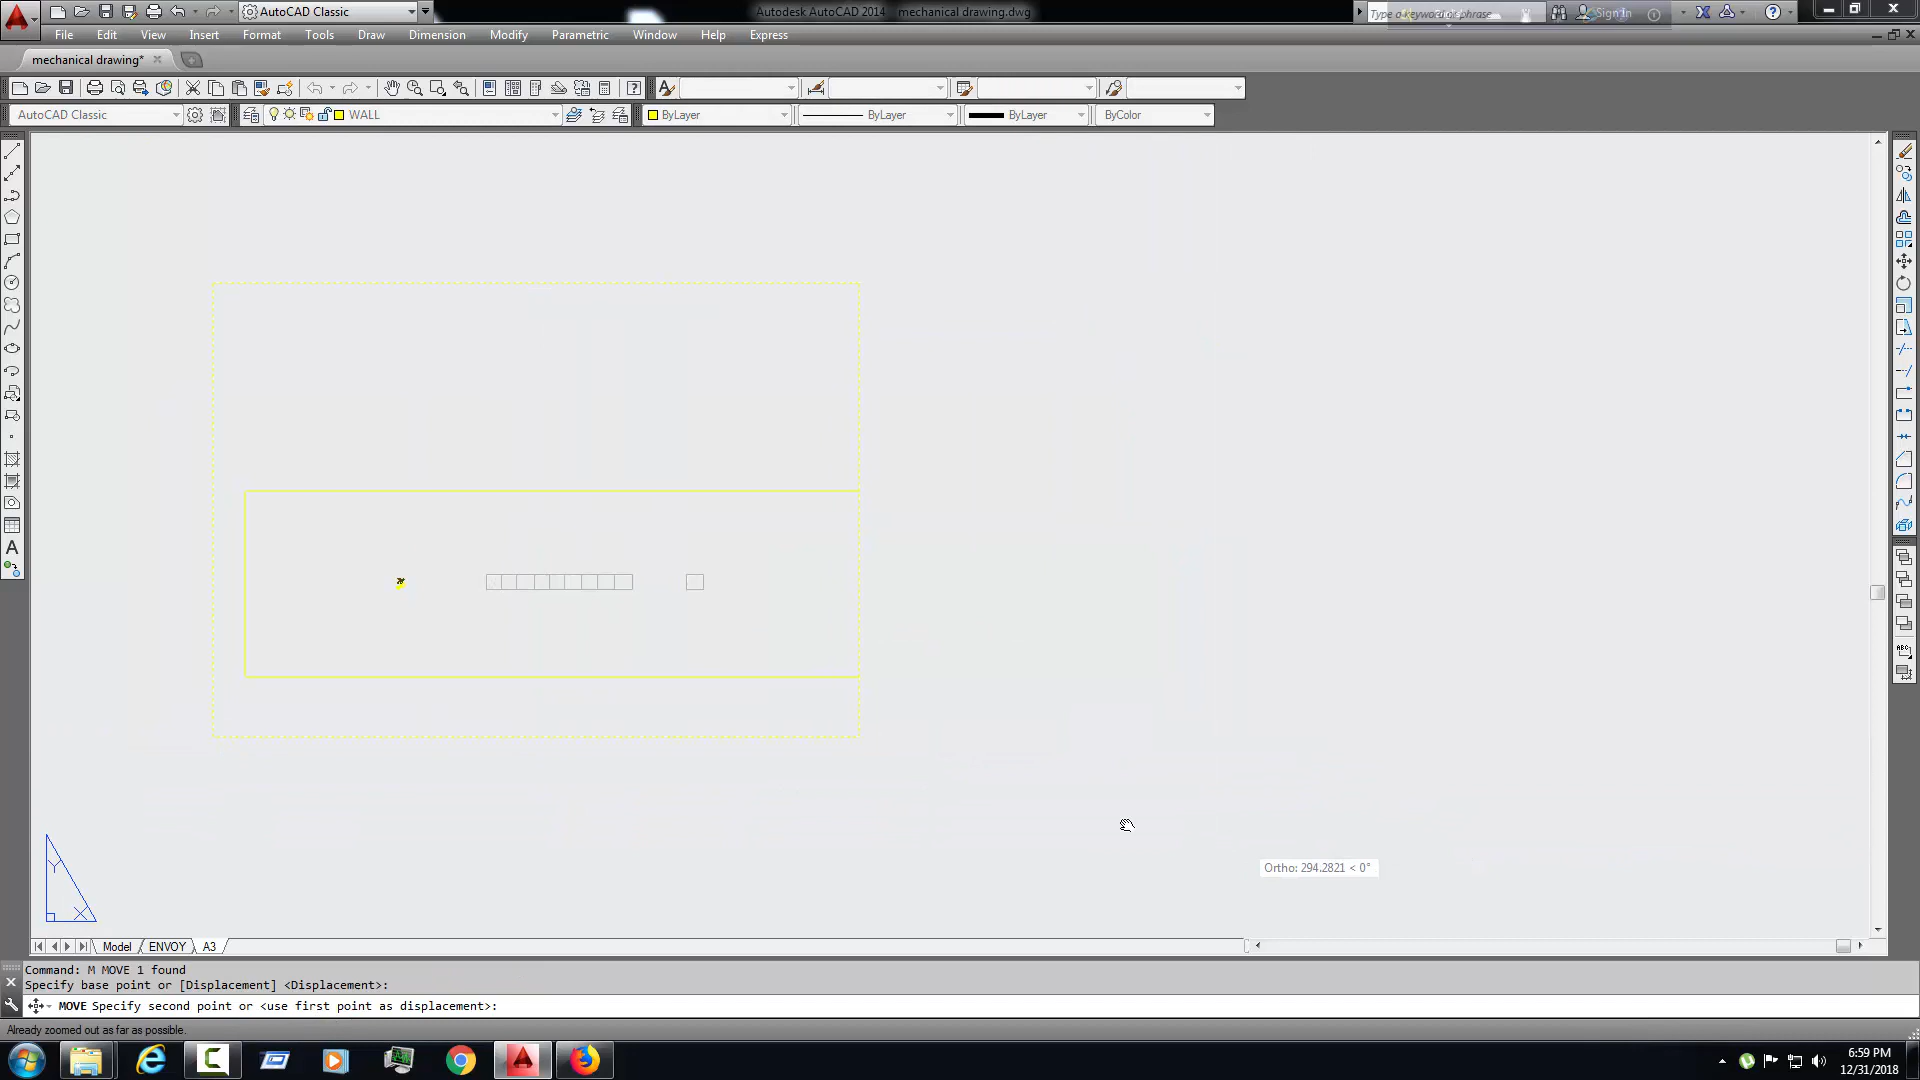 AutoCAD Classic
Autodesk AutoCAD 2014 mechanical drawing.dwg
Type a keyword or phrase
Sign In
File Edit View Insert Format Tools Draw Dimension Modify Parametric Window Help Express
mechanical drawing*
AutoCAD Classic
WALL
ByLayer
ByLayer
ByLayer
ByColor
A
ABC
Y
X
Ortho: 294.2821 < 0°
Model ENVOY A3
Command: M MOVE 1 found
Specify base point or [Displacement] <Displacement>:
MOVE Specify second point or <use first point as displacement>:
Already zoomed out as far as possible.
6:59 PM
12/31/2018